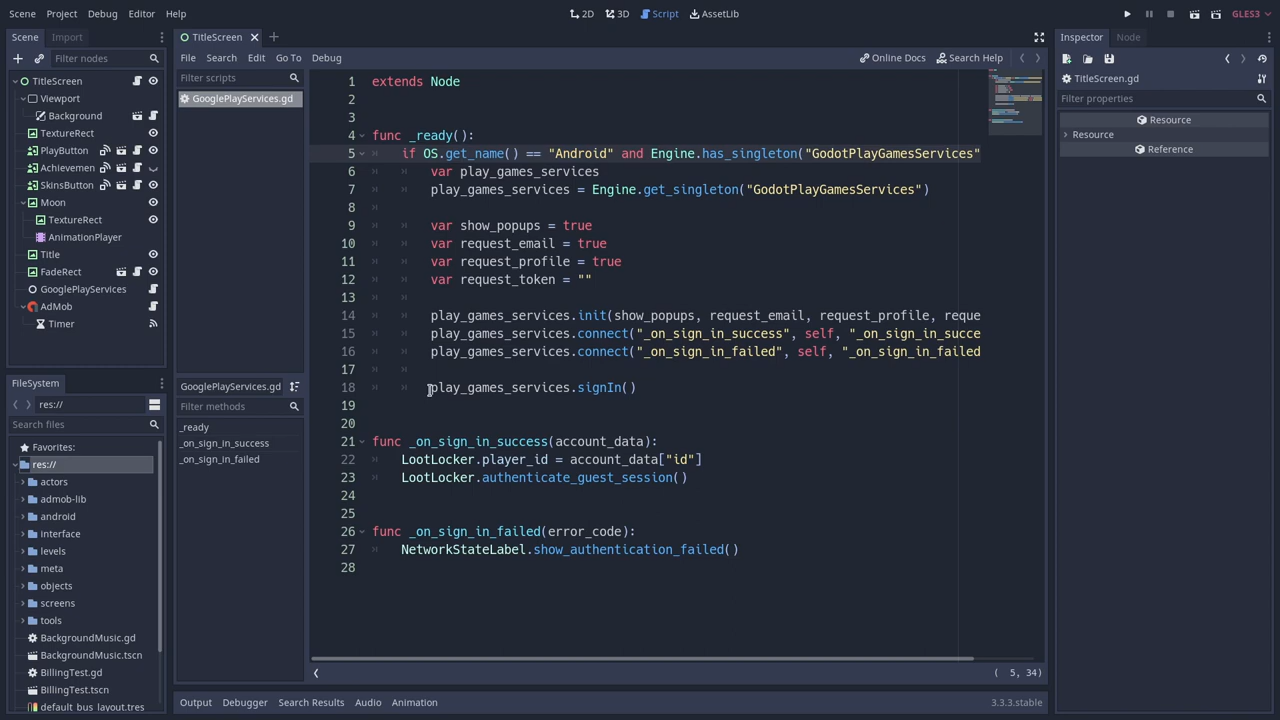 Scene Project Debug Editor Help
2D 3D Script AssetLib
GLES3
Scene Import
Filter nodes
TitleScreen
Viewport
Background
TextureRect
PlayButton
Achievemen
SkinsButton
Moon
TextureRect
AnimationPlayer
Title
FadeRect
GooglePlayServices
AdMob
Timer
FileSystem
res://
Search files
Favorites:
res://
actors
admob-lib
android
interface
levels
meta
objects
screens
tools
BackgroundMusic.gd
BackgroundMusic.tscn
BillingTest.gd
BillingTest.tscn
default_bus_layout.tres
TitleScreen
File Search Edit Go To Debug
Online Docs Search Help
Filter scripts
GooglePlayServices.gd
GooglePlayServices.gd
Filter methods
_ready
_on_sign_in_success
_on_sign_in_failed
1 extends Node
2
3
4 func _ready():
5 if OS.get_name() == "Android" and Engine.has_singleton("GodotPlayGamesServices"
6 var play_games_services
7 play_games_services = Engine.get_singleton("GodotPlayGamesServices")
8
9 var show_popups = true
10 var request_email = true
11 var request_profile = true
12 var request_token = ""
13
14 play_games_services.init(show_popups, request_email, request_profile, reque
15 play_games_services.connect("_on_sign_in_success", self, "_on_sign_in_succe
16 play_games_services.connect("_on_sign_in_failed", self, "_on_sign_in_failed
17
18 play_games_services.signIn()
19
20
21 func _on_sign_in_success(account_data):
22 LootLocker.player_id = account_data["id"]
23 LootLocker.authenticate_guest_session()
24
25
26 func _on_sign_in_failed(error_code):
27 NetworkStateLabel.show_authentication_failed()
28
( 5, 34)
Output Debugger Search Results Audio Animation
3.3.3.stable
Inspector Node
TitleScreen.gd
Filter properties
Resource
Resource
Reference